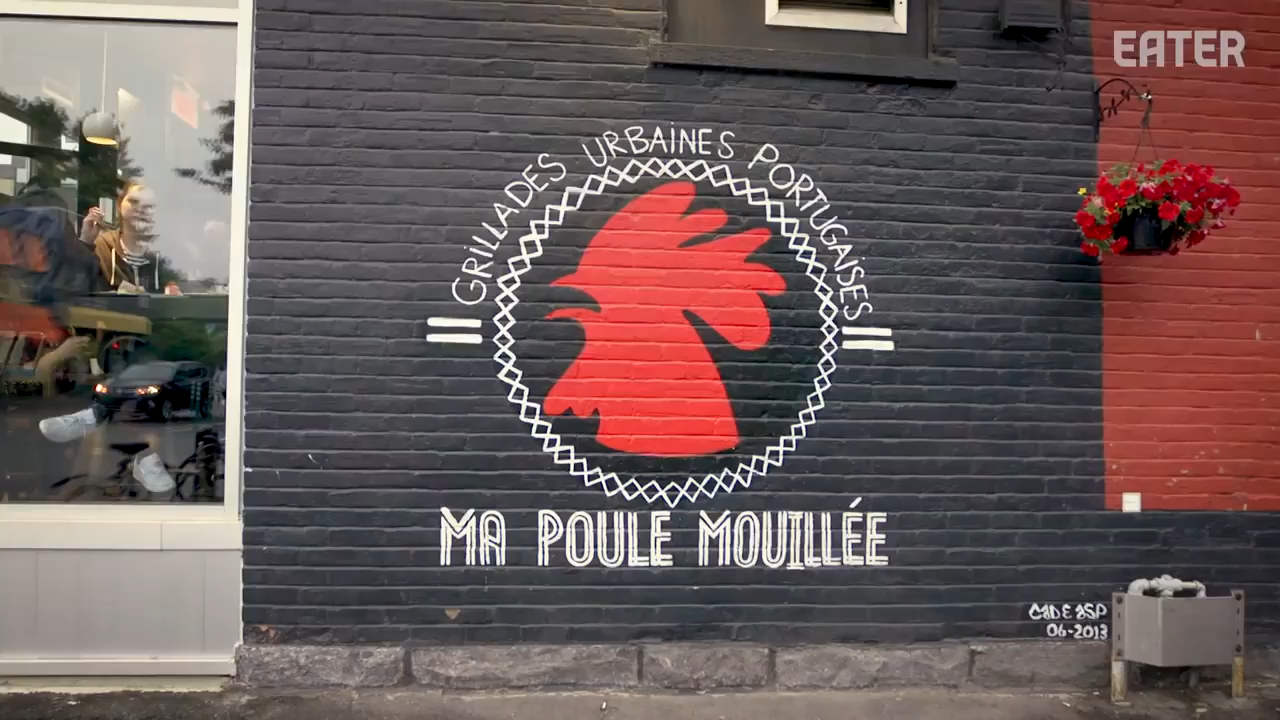 EATER
GRILLADES URBAINES PORTUGAISES
MA POULE MOUILLÉE
06-2013